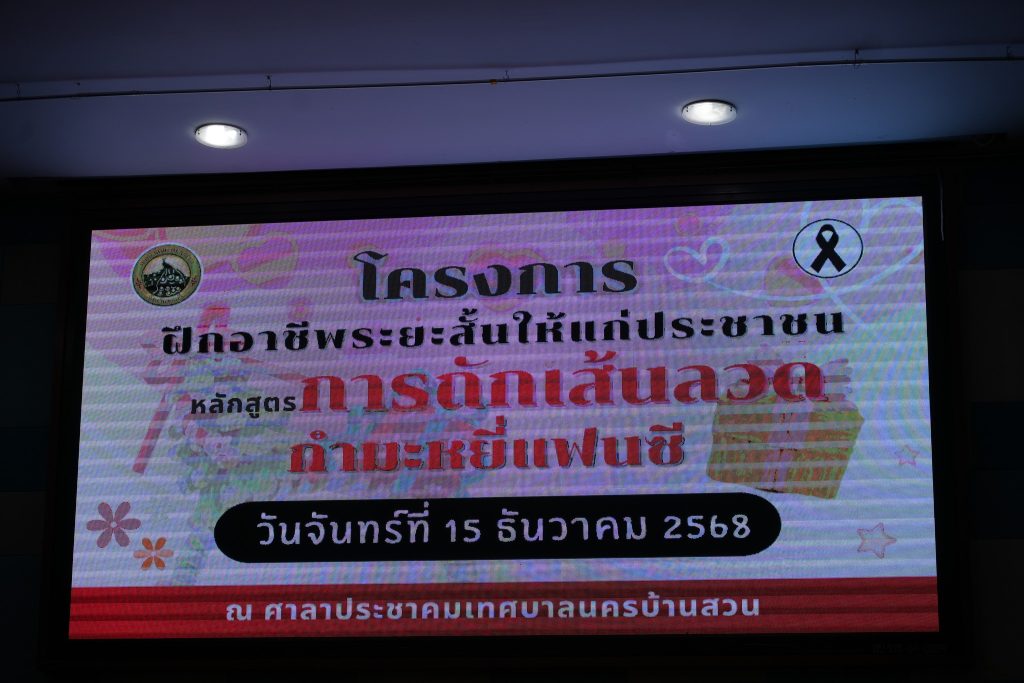 โครงการ
ฝึกอาชีพระยะสั้นให้แก่ประชาชน
หลักสูตรการถักเส้นลวด
กำมะหยี่แฟนซี
วันจันทร์ที่ 15 ธันวาคม 2568
ณ ศาลาประชาคมเทศบาลนครบ้านสวน